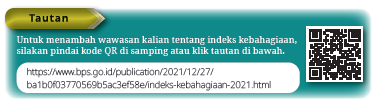 Tautan
Untuk menambah wawasan kalian tentang indeks kebahagiaan,
silakan pindai kode QR di samping atau klik tautan di bawah.
https://www.bps.go.id/publication/2021/12/27/
ba1b0f03770569b5ac3ef58e/indeks-kebahagiaan-2021.html